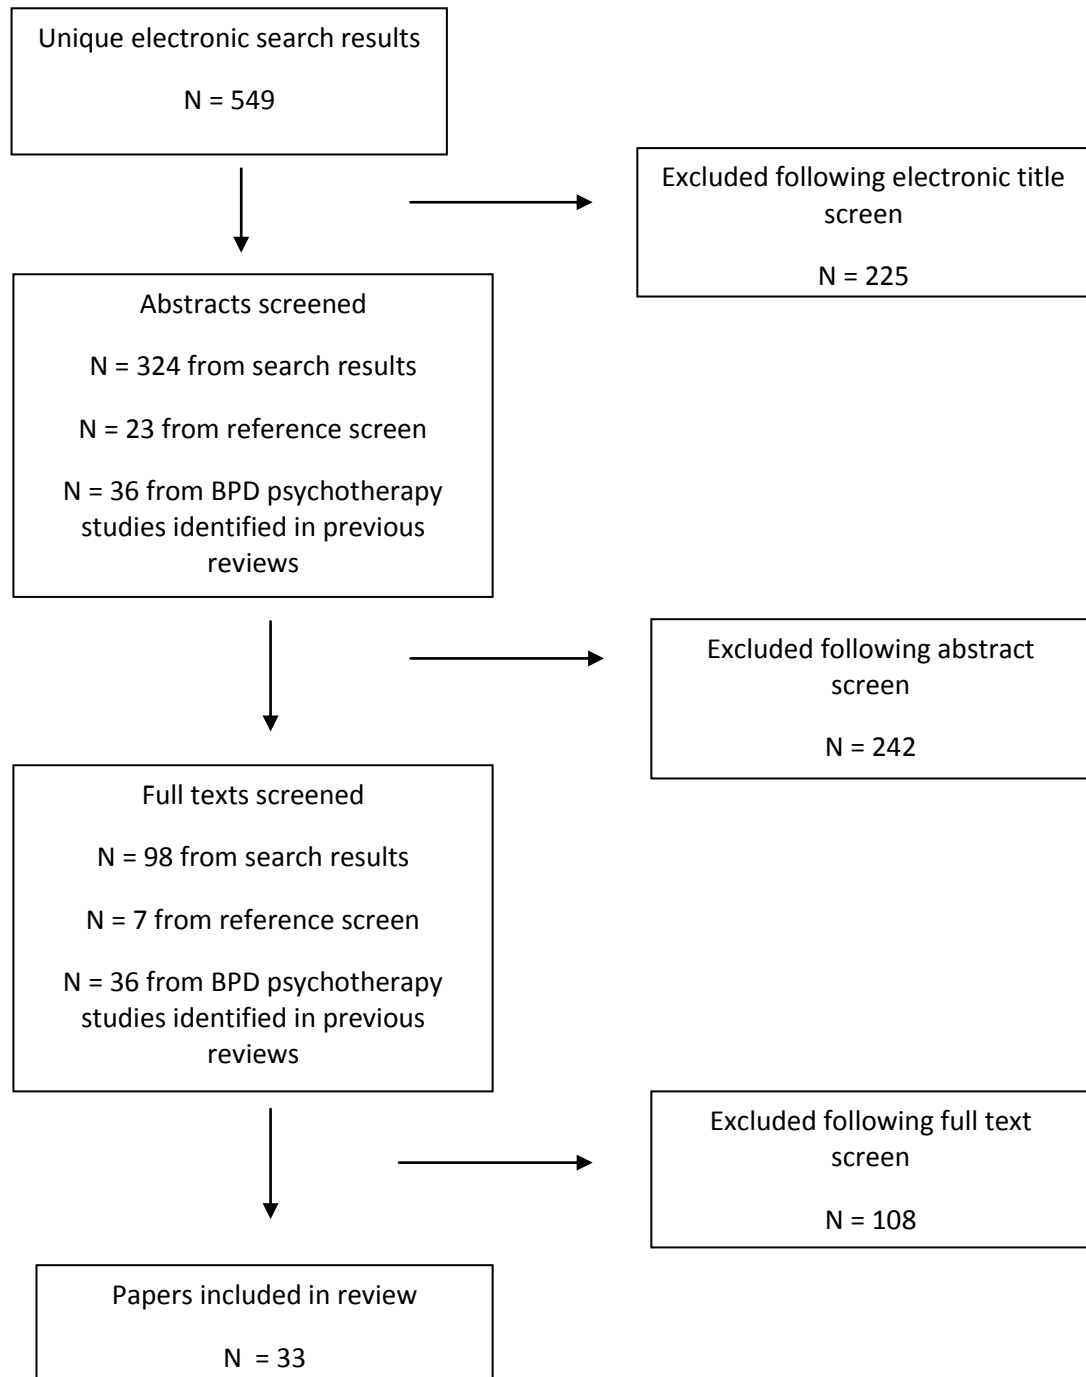 Unique electronic search results
N = 549
Excluded following electronic title
screen
N = 225
Abstracts screened
N = 324 from search results
N = 23 from reference screen
N = 36 from BPD psychotherapy
studies identified in previous
reviews
Excluded following abstract
screen
N = 242
Full texts screened
N = 98 from search results
N = 7 from reference screen
N = 36 from BPD psychotherapy
studies identified in previous
reviews
Excluded following full text
screen
N = 108
Papers included in review
N = 33